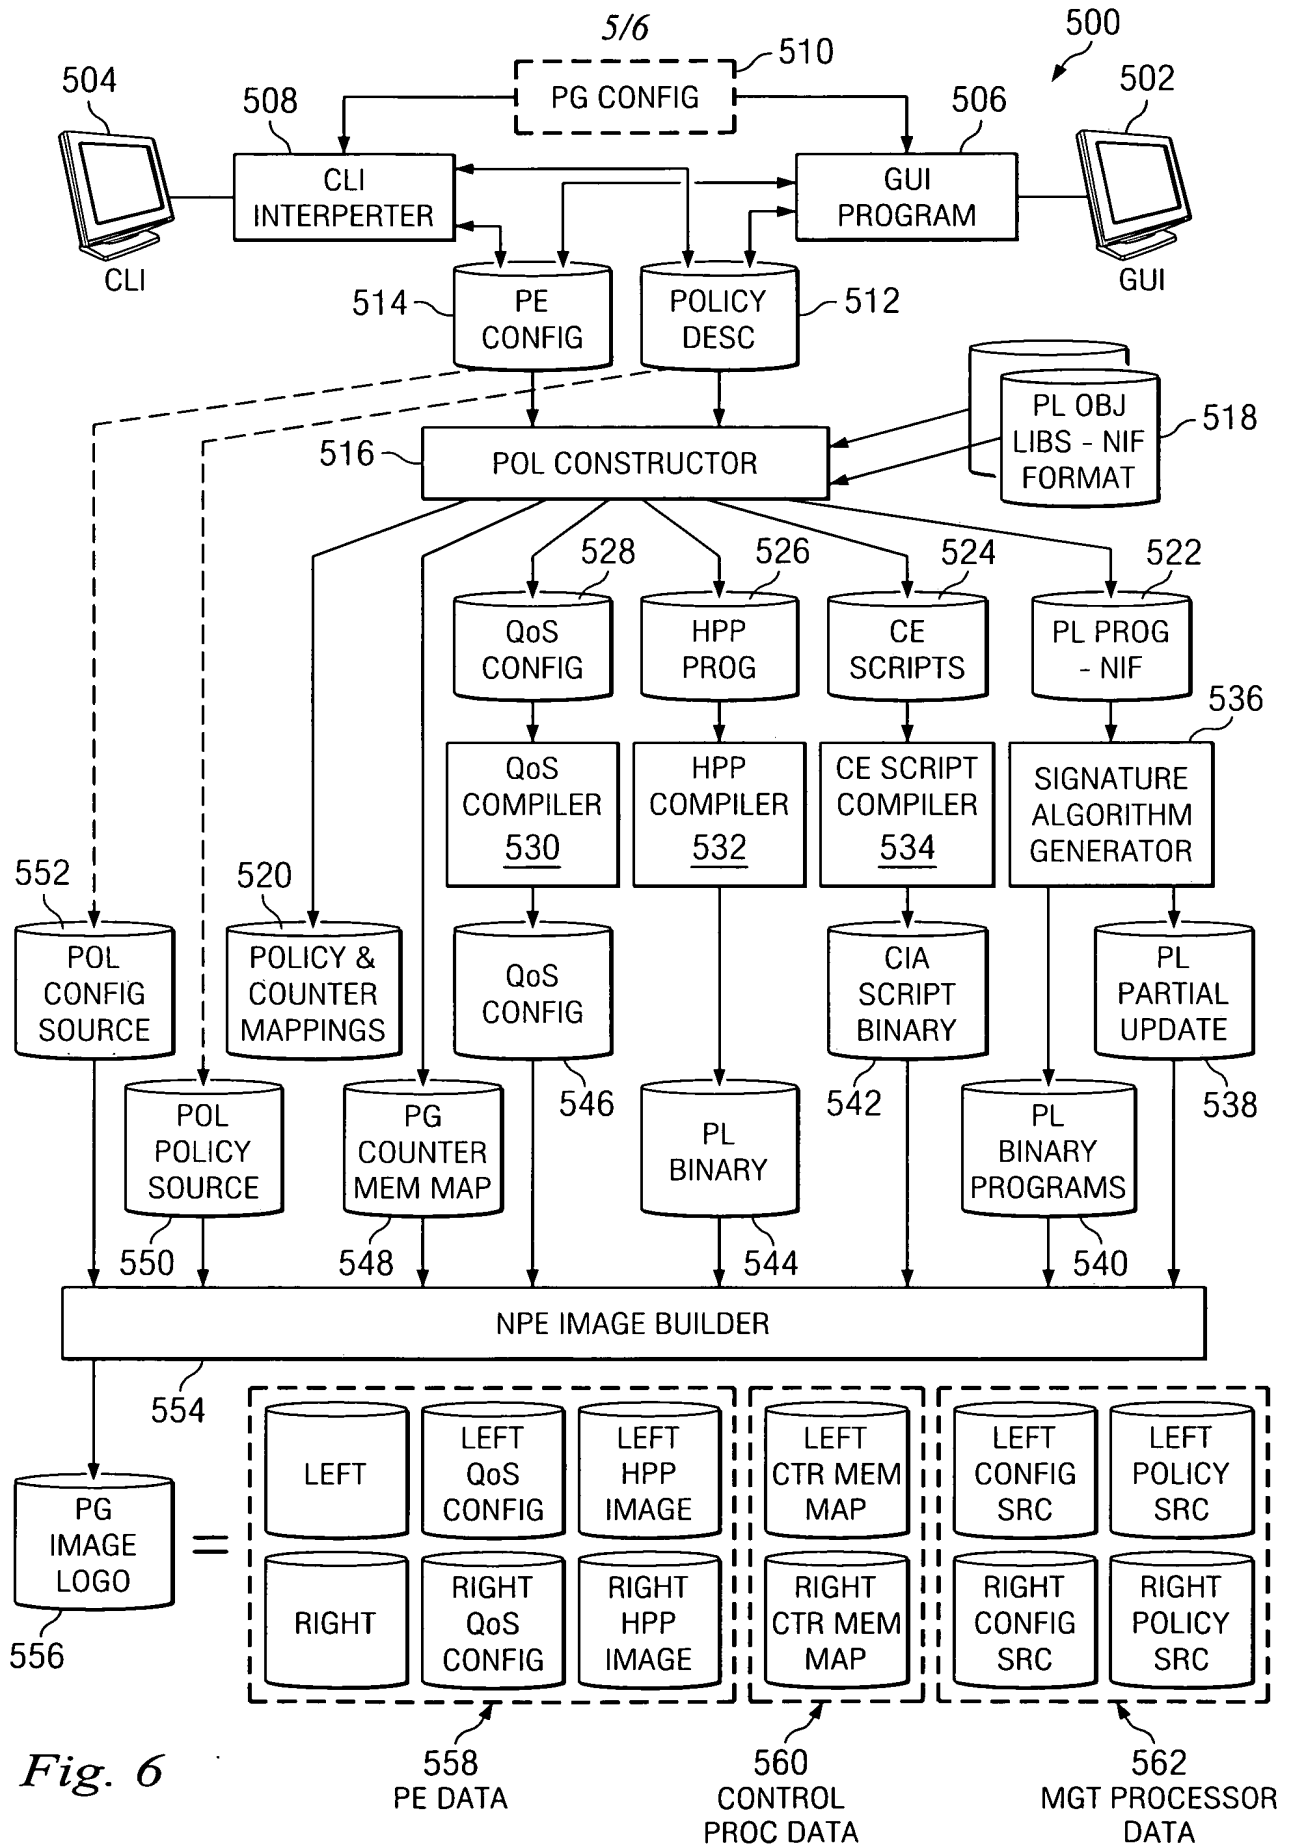 5/6
500
510
PG CONFIG
504
508
506
502
CLI
INTERPERTER
GUI
PROGRAM
CLI
GUI
514
PE
CONFIG
POLICY
DESC
512
516
POL CONSTRUCTOR
PL OBJ
LIBS - NIF
FORMAT
518
528
526
524
522
QoS
CONFIG
HPP
PROG
CE
SCRIPTS
PL PROG
- NIF
536
QoS
COMPILER
530
HPP
COMPILER
532
CE SCRIPT
COMPILER
534
SIGNATURE
ALGORITHM
GENERATOR
552
520
POL
CONFIG
SOURCE
POLICY &
COUNTER
MAPPINGS
QoS
CONFIG
CIA
SCRIPT
BINARY
PL
PARTIAL
UPDATE
546
542
538
POL
POLICY
SOURCE
PG
COUNTER
MEM MAP
PL
BINARY
PL
BINARY
PROGRAMS
550
548
544
540
NPE IMAGE BUILDER
554
PG
IMAGE
LOGO
556
=
LEFT
LEFT
QoS
CONFIG
LEFT
HPP
IMAGE
LEFT
CTR MEM
MAP
LEFT
CONFIG
SRC
LEFT
POLICY
SRC
RIGHT
RIGHT
QoS
CONFIG
RIGHT
HPP
IMAGE
RIGHT
CTR MEM
MAP
RIGHT
CONFIG
SRC
RIGHT
POLICY
SRC
558
PE DATA
560
CONTROL
PROC DATA
562
MGT PROCESSOR
DATA
Fig. 6